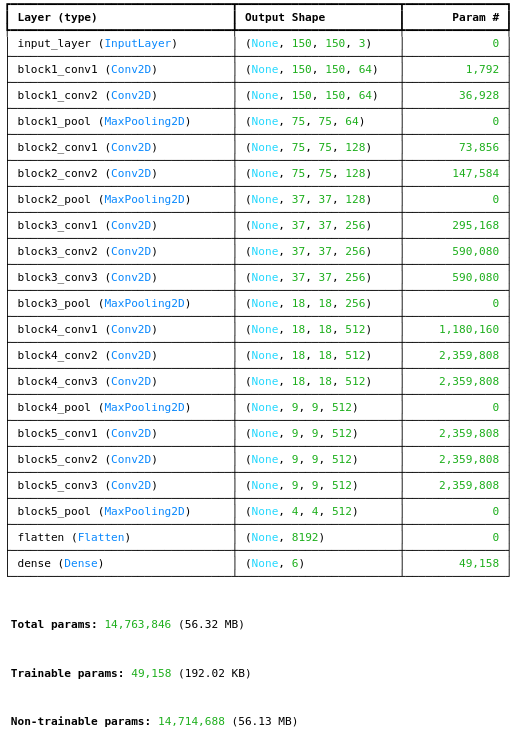 Layer (type) Output Shape Param #
input_layer (InputLayer) (None, 150, 150, 3) 0
block1_conv1 (Conv2D) (None, 150, 150, 64) 1,792
block1_conv2 (Conv2D) (None, 150, 150, 64) 36,928
block1_pool (MaxPooling2D) (None, 75, 75, 64) 0
block2_conv1 (Conv2D) (None, 75, 75, 128) 73,856
block2_conv2 (Conv2D) (None, 75, 75, 128) 147,584
block2_pool (MaxPooling2D) (None, 37, 37, 128) 0
block3_conv1 (Conv2D) (None, 37, 37, 256) 295,168
block3_conv2 (Conv2D) (None, 37, 37, 256) 590,080
block3_conv3 (Conv2D) (None, 37, 37, 256) 590,080
block3_pool (MaxPooling2D) (None, 18, 18, 256) 0
block4_conv1 (Conv2D) (None, 18, 18, 512) 1,180,160
block4_conv2 (Conv2D) (None, 18, 18, 512) 2,359,808
block4_conv3 (Conv2D) (None, 18, 18, 512) 2,359,808
block4_pool (MaxPooling2D) (None, 9, 9, 512) 0
block5_conv1 (Conv2D) (None, 9, 9, 512) 2,359,808
block5_conv2 (Conv2D) (None, 9, 9, 512) 2,359,808
block5_conv3 (Conv2D) (None, 9, 9, 512) 2,359,808
block5_pool (MaxPooling2D) (None, 4, 4, 512) 0
flatten (Flatten) (None, 8192) 0
dense (Dense) (None, 6) 49,158
Total params: 14,763,846 (56.32 MB)
Trainable params: 49,158 (192.02 KB)
Non-trainable params: 14,714,688 (56.13 MB)